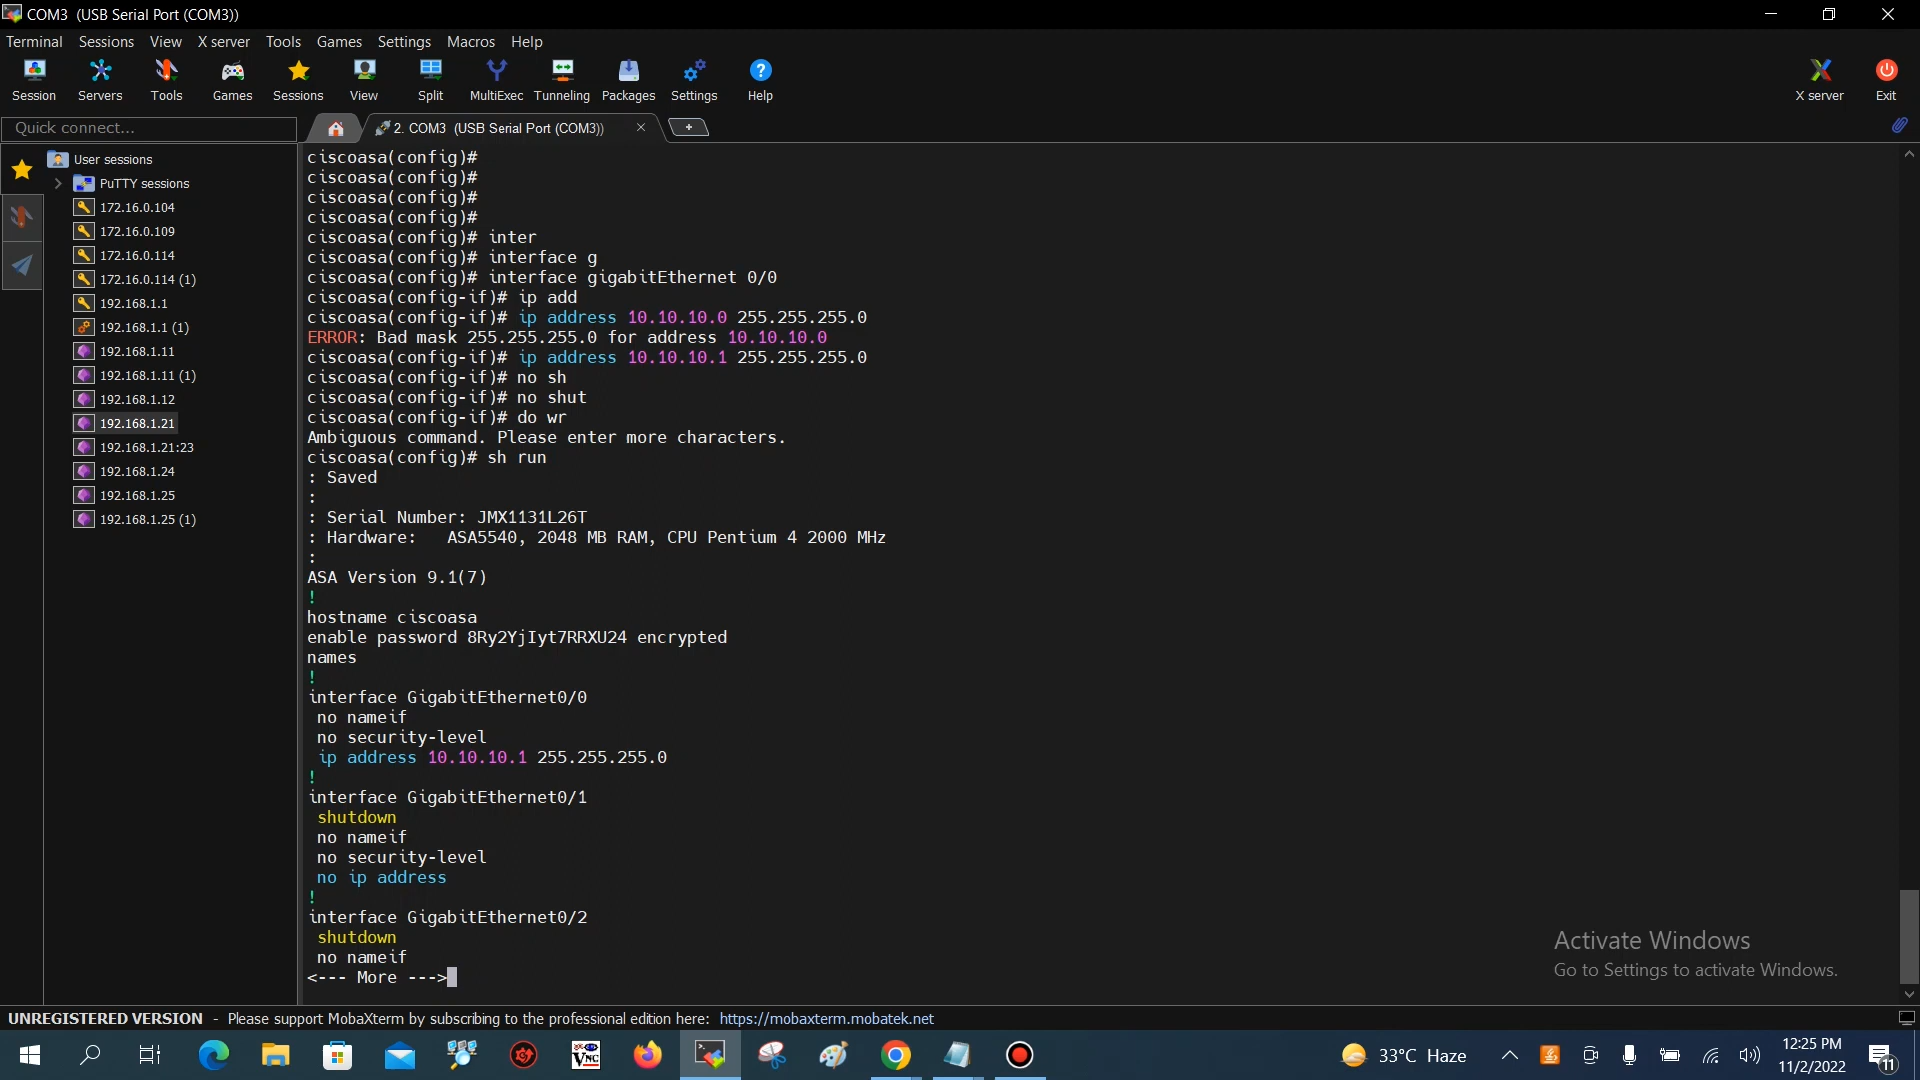 COM3 (USB Serial Port (COM3))
Terminal Sessions View X server Tools Games Settings Macros Help
Session Servers Tools Games Sessions View Split MultiExec Tunneling Packages Settings Help X server Exit
Quick connect...
2. COM3 (USB Serial Port (COM3))
User sessions
PuTTY sessions
172.16.0.104
172.16.0.109
172.16.0.114
172.16.0.114 (1)
192.168.1.1
192.168.1.1 (1)
192.168.1.11
192.168.1.11 (1)
192.168.1.12
192.168.1.21
192.168.1.21:23
192.168.1.24
192.168.1.25
192.168.1.25 (1)
ciscoasa(config)#
ciscoasa(config)#
ciscoasa(config)#
ciscoasa(config)#
ciscoasa(config)# inter
ciscoasa(config)# interface g
ciscoasa(config)# interface gigabitEthernet 0/0
ciscoasa(config-if)# ip add
ciscoasa(config-if)# ip address 10.10.10.0 255.255.255.0
ERROR: Bad mask 255.255.255.0 for address 10.10.10.0
ciscoasa(config-if)# ip address 10.10.10.1 255.255.255.0
ciscoasa(config-if)# no sh
ciscoasa(config-if)# no shut
ciscoasa(config-if)# do wr
Ambiguous command. Please enter more characters.
ciscoasa(config)# sh run
: Saved
:
: Serial Number: JMX1131L26T
: Hardware: ASA5540, 2048 MB RAM, CPU Pentium 4 2000 MHz
:
ASA Version 9.1(7)
!
hostname ciscoasa
enable password 8Ry2YjIyt7RRXU24 encrypted
names
!
interface GigabitEthernet0/0
no nameif
no security-level
ip address 10.10.10.1 255.255.255.0
!
interface GigabitEthernet0/1
shutdown
no nameif
no security-level
no ip address
!
interface GigabitEthernet0/2
shutdown
no nameif
<--- More --->
Activate Windows
Go to Settings to activate Windows.
UNREGISTERED VERSION - Please support MobaXterm by subscribing to the professional edition here: https://mobaxterm.mobatek.net
33°C Haze
12:25 PM
11/2/2022
11